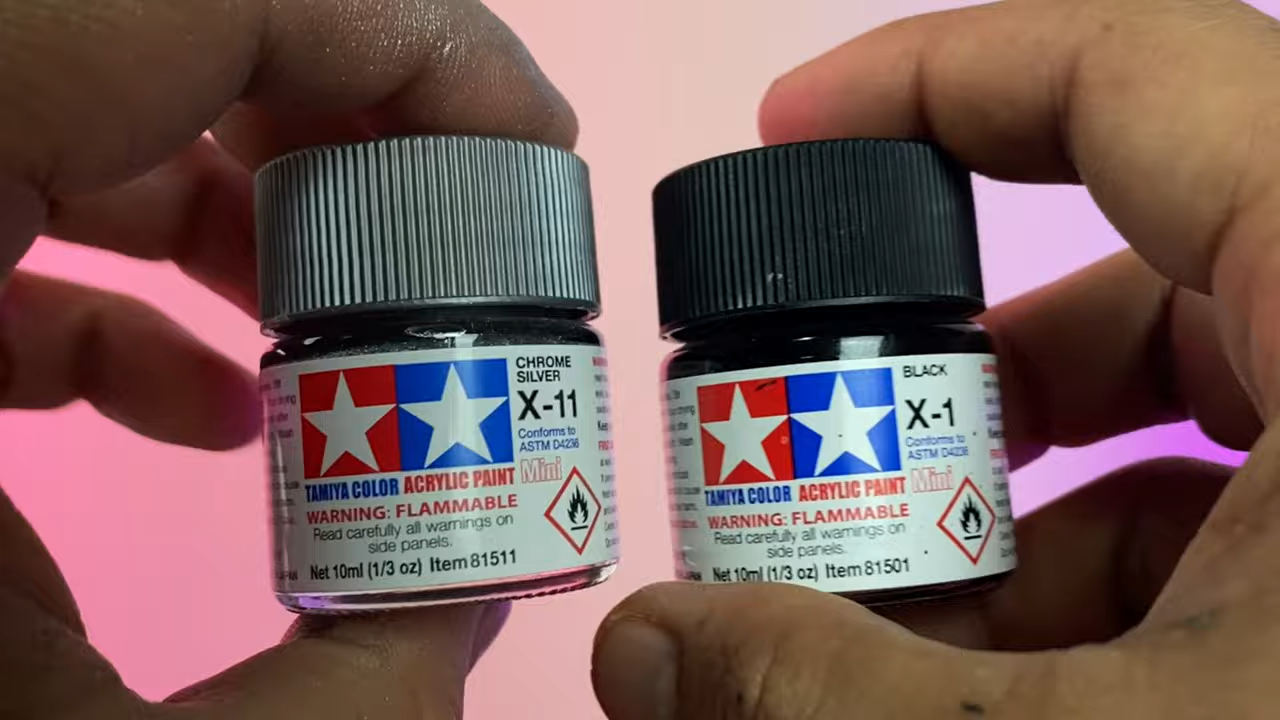 CHROME
SILVER
X-11
Conforms to
ASTM D4236
Mini
TAMIYA COLOR ACRYLIC PAINT
WARNING: FLAMMABLE
Read carefully all warnings on
side panels.
Net 10ml (1/3 oz) Item 81511
BLACK
X-1
Conforms to
ASTM D4236
Mini
TAMIYA COLOR ACRYLIC PAINT
WARNING: FLAMMABLE
Read carefully all warnings on
side panels.
Net 10ml (1/3 oz) Item 81501